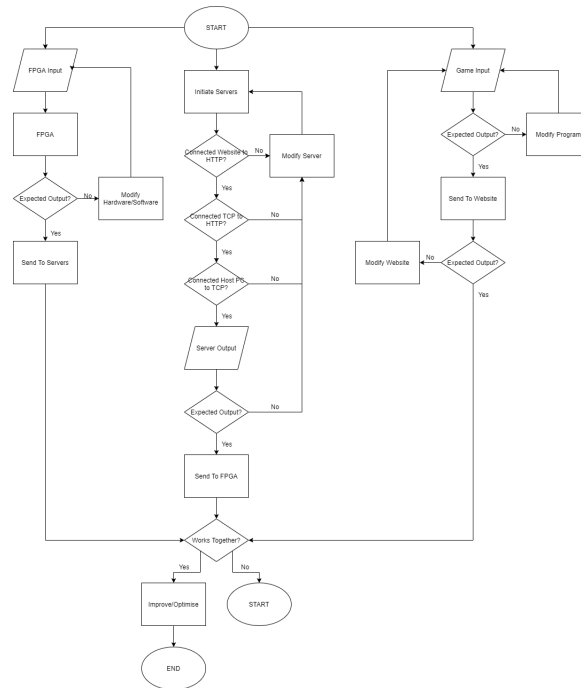 START
FPGA Input
Initiate Servers
Game Input
FPGA
Expected Output?
No
Modify Program
Connected Website to
HTTP?
No
Modify Server
Yes
Yes
Expected Output?
No
Modify
Hardware/Software
Send To Website
Yes
Connected TCP to
HTTP?
No
Send To Servers
Yes
Modify Website
No
Expected Output?
Connected Host PC
to TCP?
No
Yes
Yes
Server Output
Expected Output?
No
Yes
Send To FPGA
Works Together?
Yes
No
Improve/Optimise
START
END